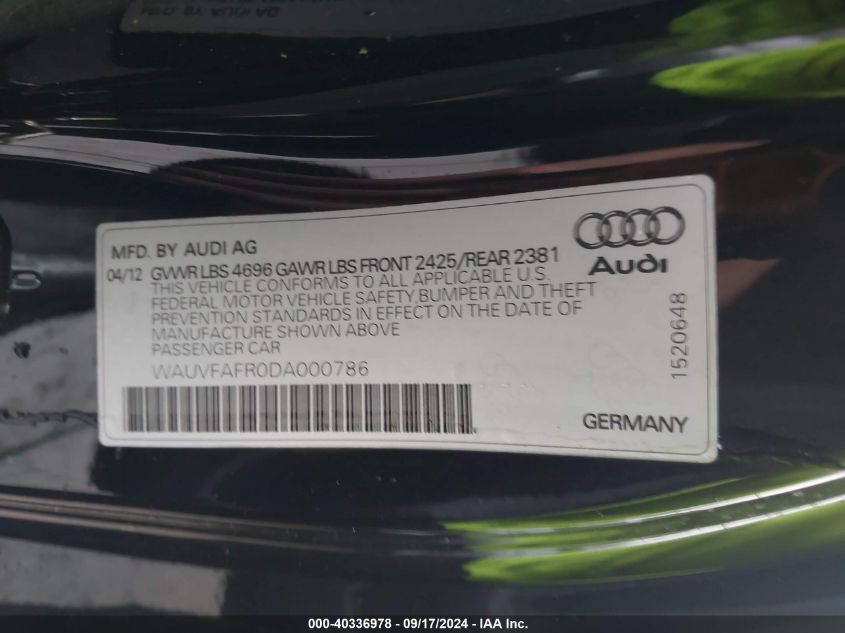 MFD. BY AUDI AG
04/12 GVWR LBS 4696 GAWR LBS FRONT 2425/REAR 2381
THIS VEHICLE CONFORMS TO ALL APPLICABLE U.S.
FEDERAL MOTOR VEHICLE SAFETY,BUMPER AND THEFT
PREVENTION STANDARDS IN EFFECT ON THE DATE OF
MANUFACTURE SHOWN ABOVE
PASSENGER CAR
WAUVFAFR0DA000786
Audi
1520648
GERMANY
000-40336978 - 09/17/2024 - IAA Inc.